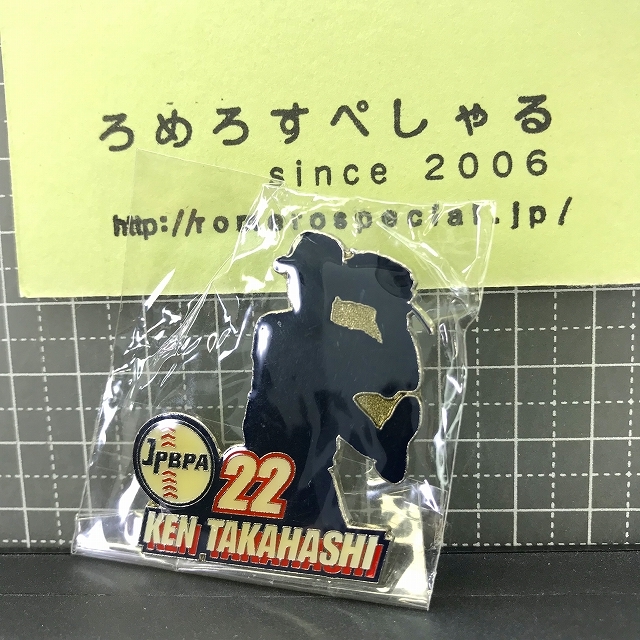 ろめろすぺしゃる
since 2006
http://romerospecial.jp/
JPBPA
22
KEN TAKAHASHI